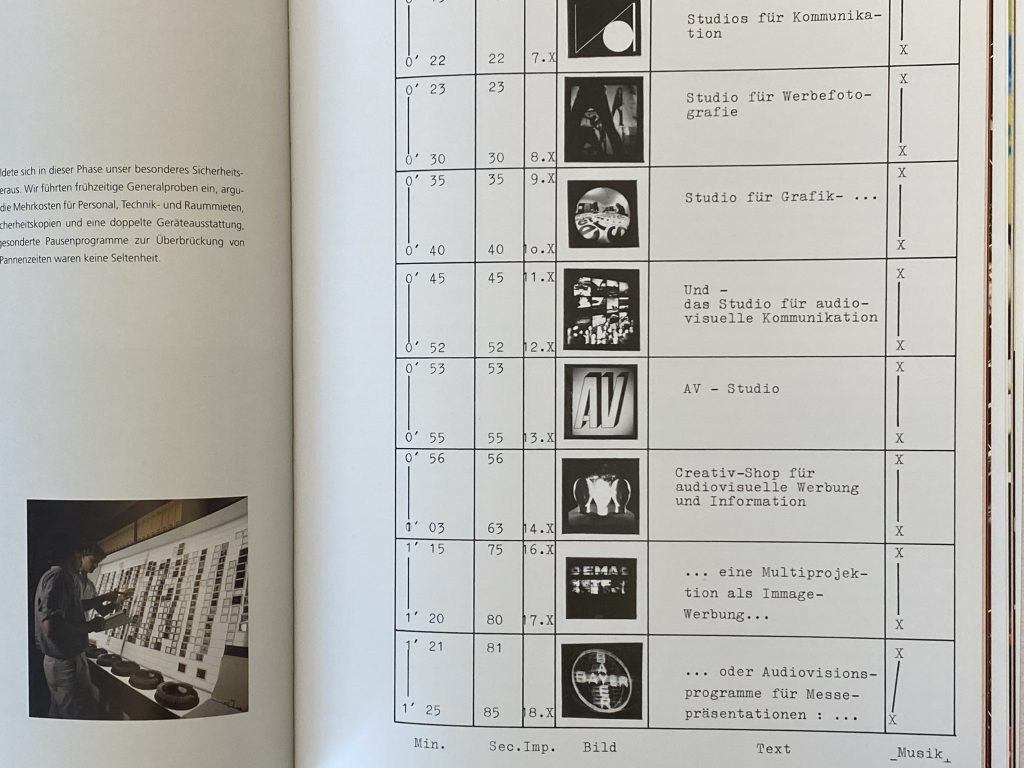 ldete sich in dieser Phase unser besonderes Sicherheits-
eraus. Wir führten frühzeitige Generalproben ein, argu-
die Mehrkosten für Personal, Technik- und Raummieten,
cherheitskopien und eine doppelte Geräteausstattung,
gesonderte Pausenprogramme zur Überbrückung von
Pannenzeiten waren keine Seltenheit.
Studios für Kommunika-
tion
0' 22 22 7.X X
0' 23 23 X
Studio für Werbefoto-
grafie
0' 30 30 8.X X
0' 35 35 9.X X
Studio für Grafik- ...
0' 40 40 1o.X X
0' 45 45 11.X X
Und -
das Studio für audio-
visuelle Kommunikation
0' 52 52 12.X X
0' 53 53 X
AV
AV - Studio
0' 55 55 13.X X
0' 56 56 X
Creativ-Shop für
audiovisuelle Werbung
und Information
1' 03 63 14.X X
1' 15 75 16.X X
DEMAG
... eine Multiprojek-
tion als Immage-
Werbung...
1' 20 80 17.X X
1' 21 81 X
BAYER
BAYER
... oder Audiovisions-
programme für Messe-
präsentationen : ...
1' 25 85 18.X X
Min. Sec. Imp. Bild Text Musik